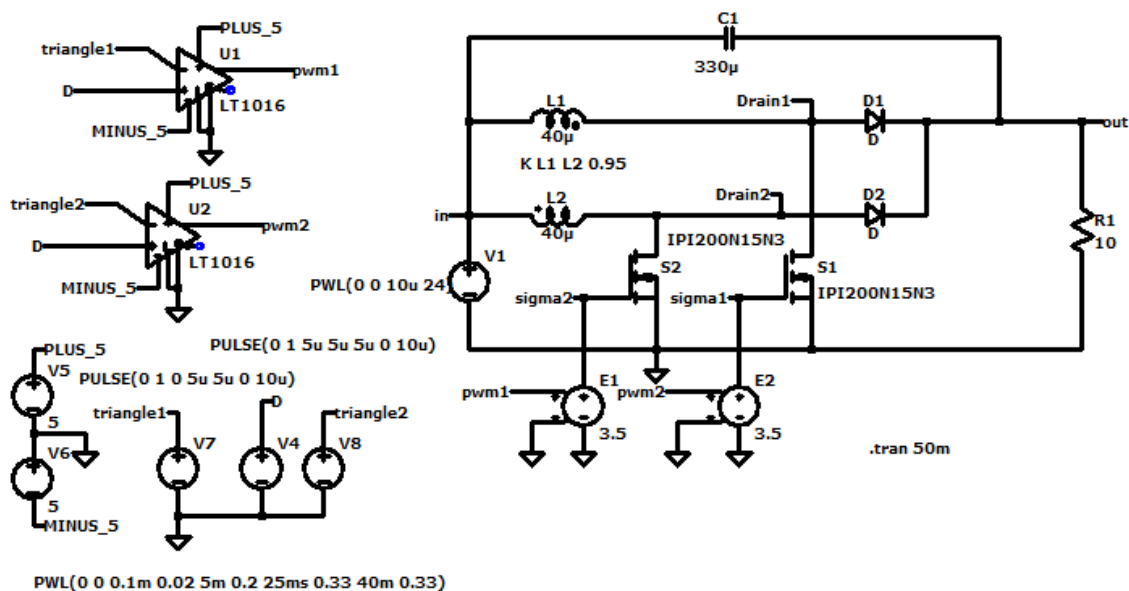 PLUS_5
triangle1
U1
pwm1
D
LT1016
MINUS_5
PLUS_5
triangle2
U2
pwm2
D
LT1016
MINUS_5
C1
330µ
L1
Drain1
D1
out
40µ
D
K L1 L2 0.95
L2
Drain2
D2
in
40µ
D
R1
10
IPI200N15N3
V1
S2
S1
PWL(0 0 10u 24)
sigma2
sigma1
IPI200N15N3
PULSE(0 1 5u 5u 5u 0 10u)
PLUS_5
V5
PULSE(0 1 0 5u 5u 0 10u)
5
triangle1
D
triangle2
pwm1
E1
pwm2
E2
3.5
3.5
V6
V7
V4
V8
.tran 50m
5
MINUS_5
PWL(0 0 0.1m 0.02 5m 0.2 25ms 0.33 40m 0.33)